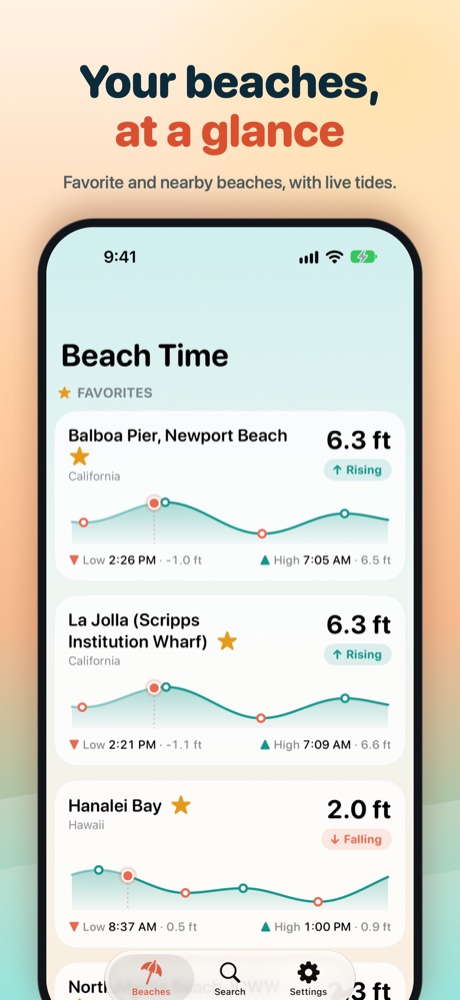 Your beaches,
at a glance
Favorite and nearby beaches, with live tides.
9:41
Beach Time
FAVORITES
Balboa Pier, Newport Beach
California
6.3 ft
↑ Rising
▼ Low 2:26 PM · -1.0 ft
▲ High 7:05 AM · 6.5 ft
La Jolla (Scripps
Institution Wharf)
California
6.3 ft
↑ Rising
▼ Low 2:21 PM · -1.1 ft
▲ High 7:09 AM · 6.6 ft
Hanalei Bay
Hawaii
2.0 ft
↓ Falling
▼ Low 8:37 AM · 0.5 ft
▲ High 1:00 PM · 0.9 ft
Beach, ICWW
Beaches
Search
Settings